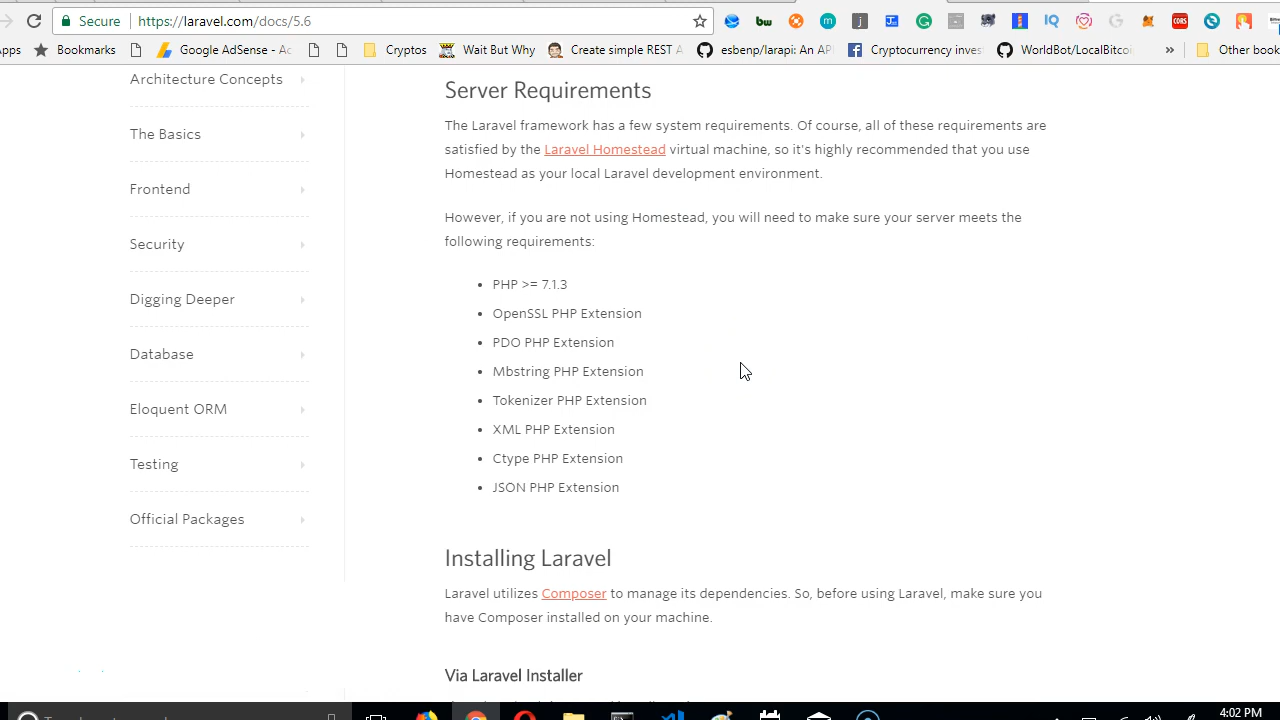 Secure https://laravel.com/docs/5.6
Bookmarks Google AdSense - Ac Cryptos Wait But Why Create simple REST A esbenp/larapi: An API Cryptocurrency inves WorldBot/LocalBitcoi » Other book
Architecture Concepts
The Basics
Frontend
Security
Digging Deeper
Database
Eloquent ORM
Testing
Official Packages
Server Requirements
The Laravel framework has a few system requirements. Of course, all of these requirements are
satisfied by the Laravel Homestead virtual machine, so it's highly recommended that you use
Homestead as your local Laravel development environment.
However, if you are not using Homestead, you will need to make sure your server meets the
following requirements:
• PHP >= 7.1.3
• OpenSSL PHP Extension
• PDO PHP Extension
• Mbstring PHP Extension
• Tokenizer PHP Extension
• XML PHP Extension
• Ctype PHP Extension
• JSON PHP Extension
Installing Laravel
Laravel utilizes Composer to manage its dependencies. So, before using Laravel, make sure you
have Composer installed on your machine.
Via Laravel Installer
4:02 PM